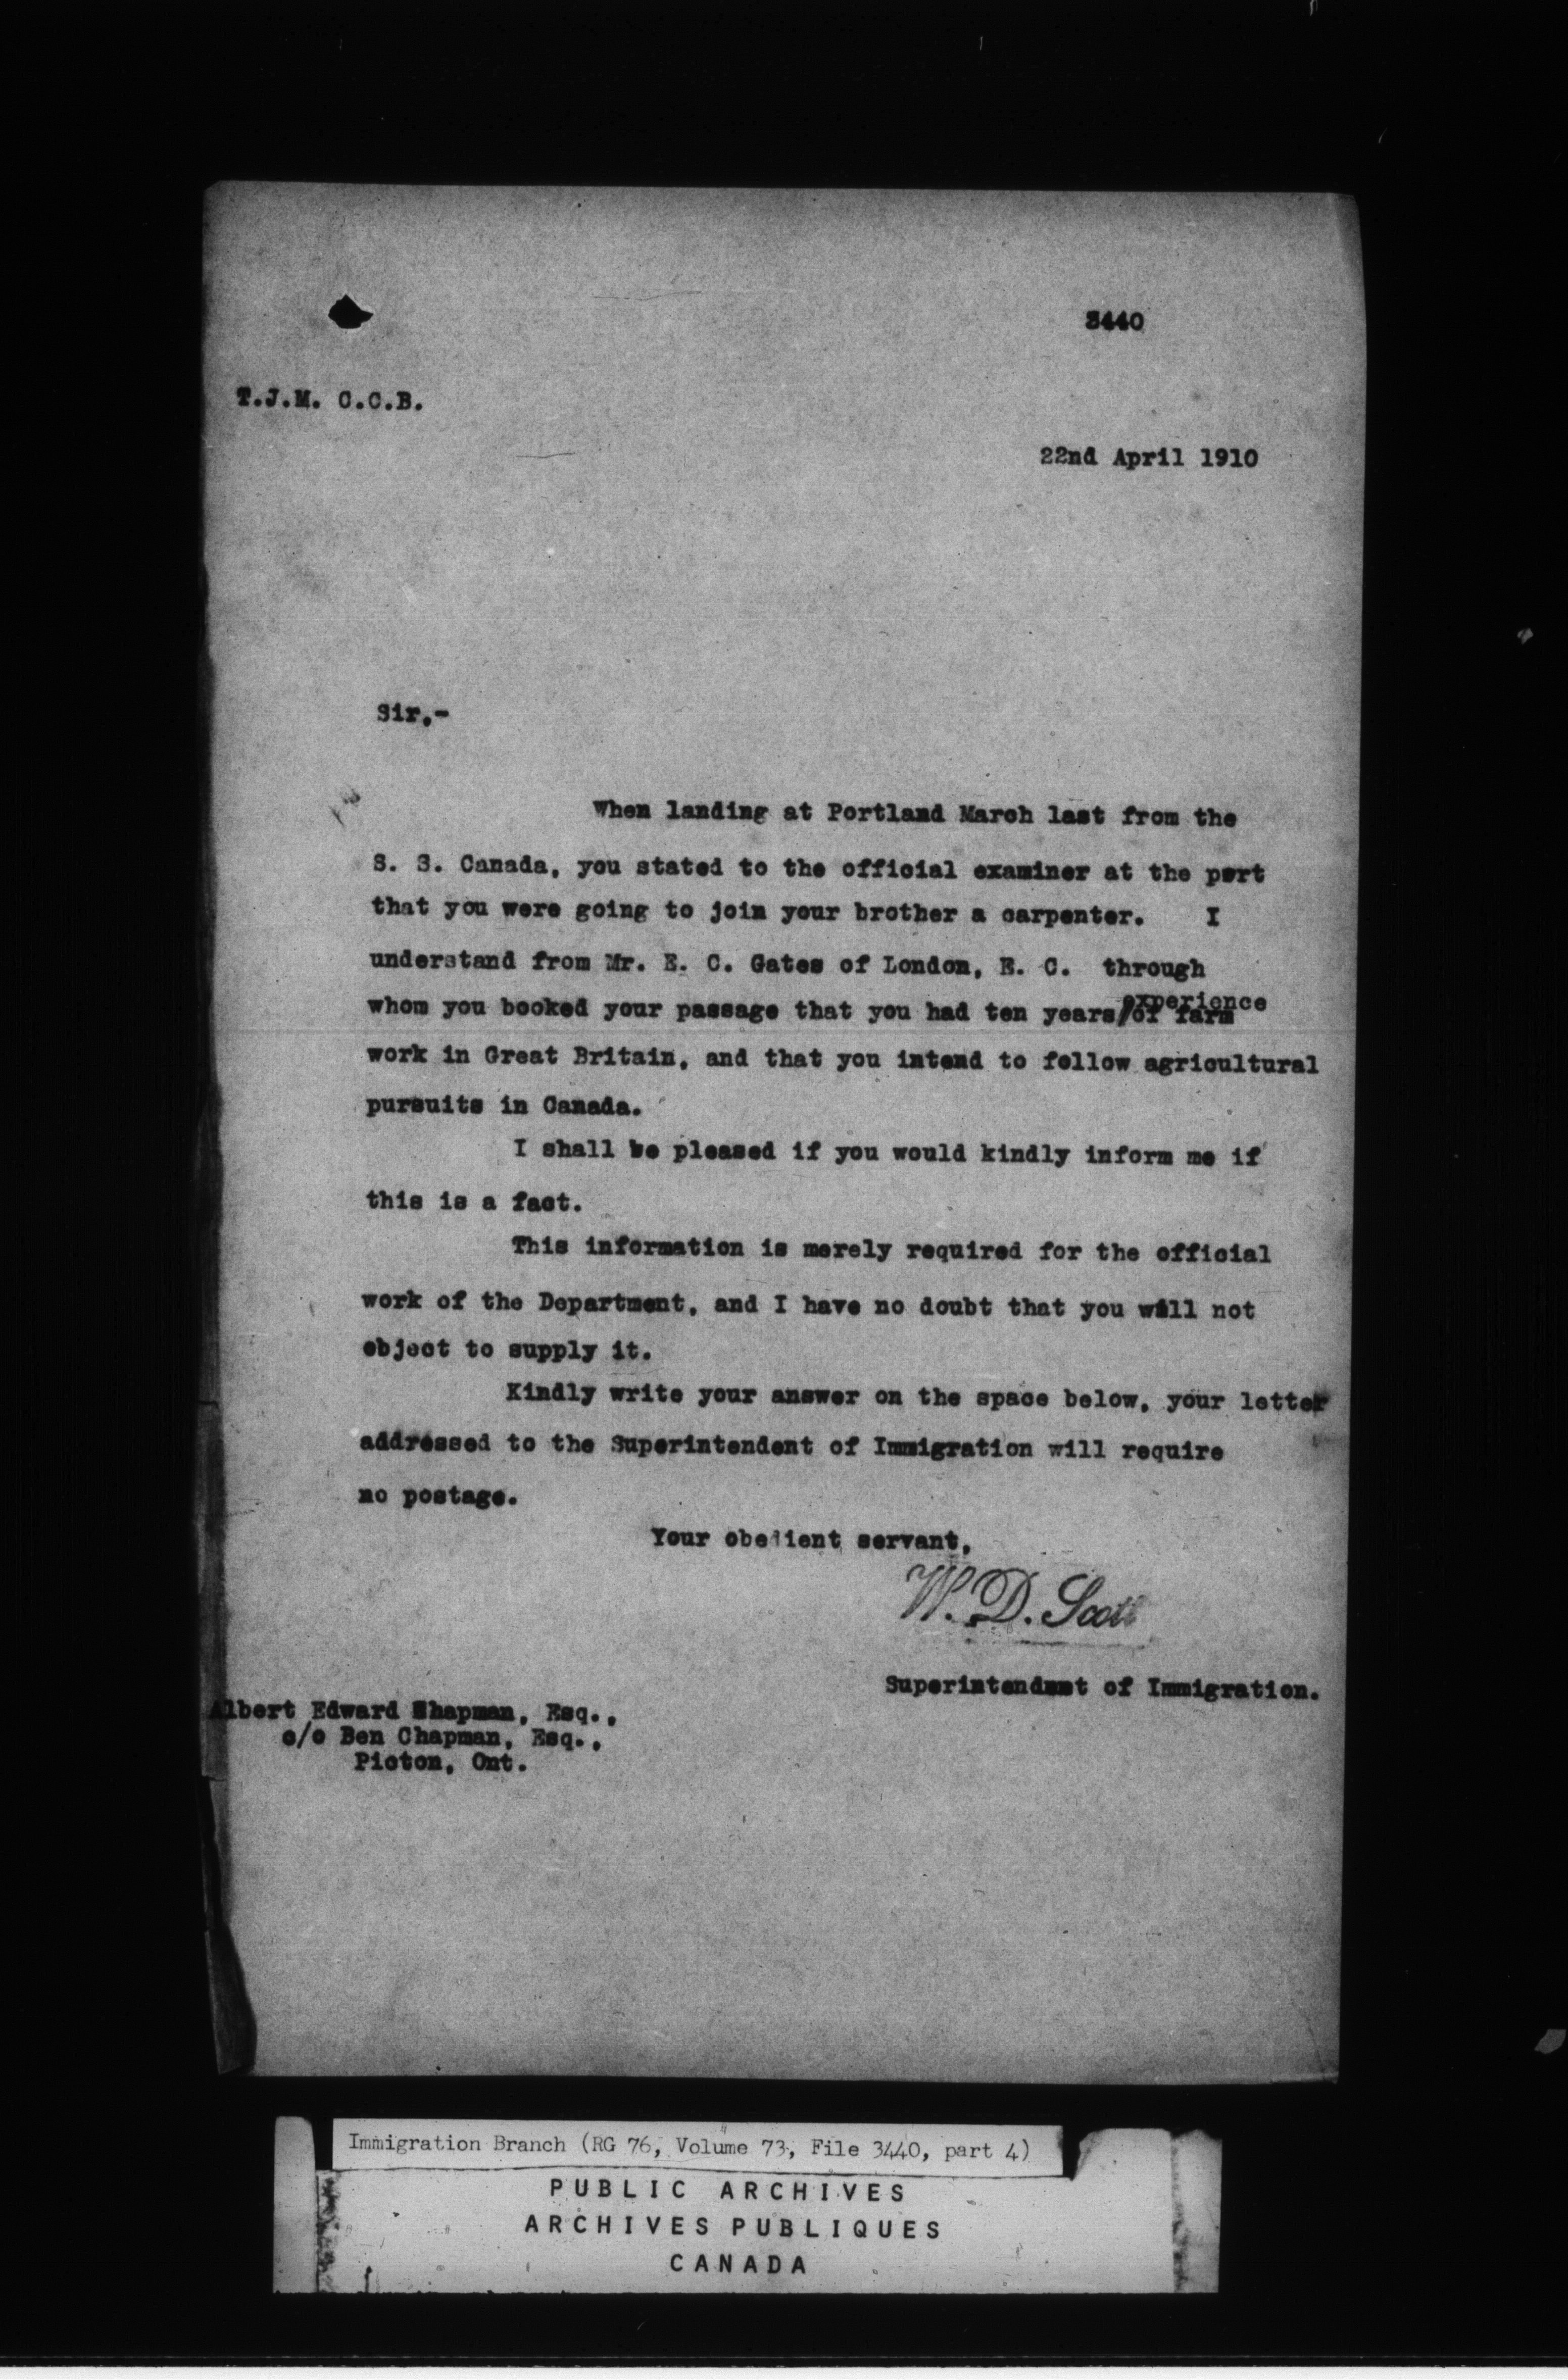 3440
T.J.M. C.C.B.
22nd April 1910
Sir,-
When landing at Portland March last from the
S. S. Canada, you stated to the official examiner at the port
that you were going to join your brother a carpenter. I
understand from Mr. E. C. Gates of London, E. C. through
whom you booked your passage that you had ten years/experience of farm
work in Great Britain, and that you intend to follow agricultural
pursuits in Canada.
I shall be pleased if you would kindly inform me if
this is a fact.
This information is merely required for the official
work of the Department, and I have no doubt that you will not
object to supply it.
Kindly write your answer on the space below, your letter
addressed to the Superintendent of Immigration will require
no postage.
Your obedient servant,
W. D. Scott
Superintendent of Immigration.
Albert Edward Chapman, Esq.,
c/o Ben Chapman, Esq.,
Picton, Ont.
Immigration Branch (RG 76, Volume 73, File 3440, part 4)
PUBLIC ARCHIVES
ARCHIVES PUBLIQUES
CANADA